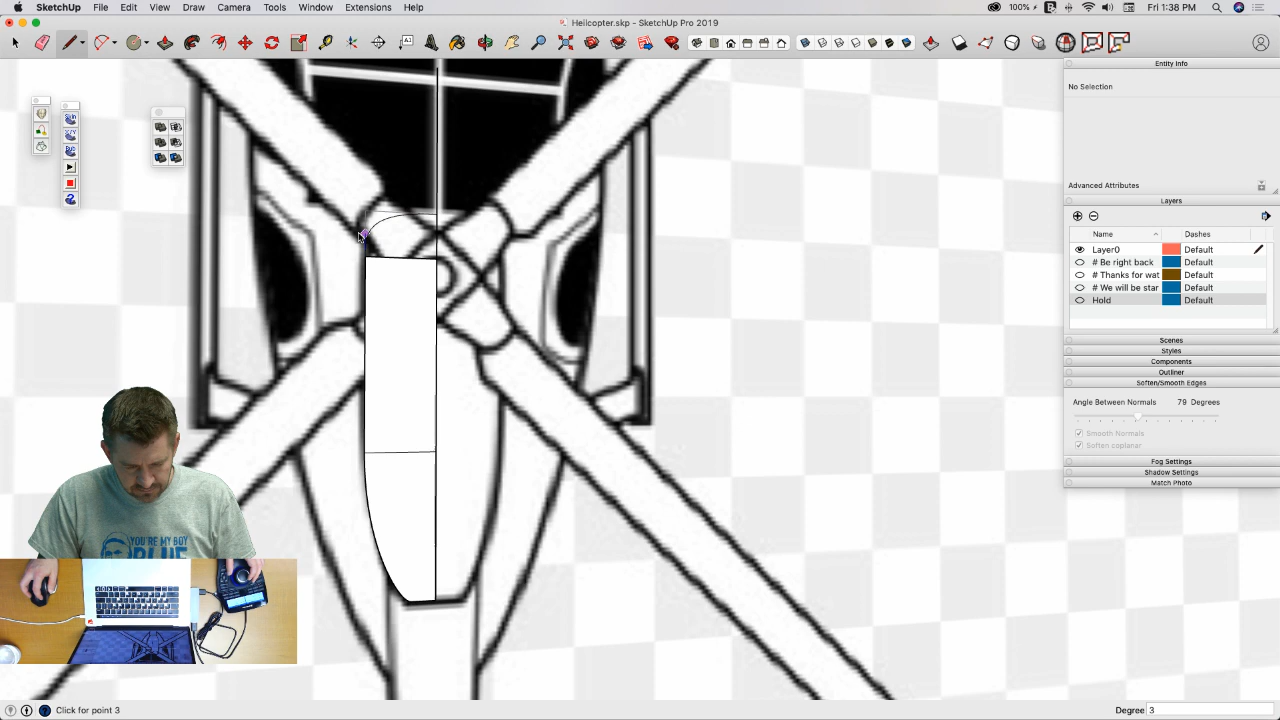 SketchUp File Edit View Draw Camera Tools Window Extensions Help 100% Fri 1:38 PM
Helicopter.skp - SketchUp Pro 2019
Entity Info
No Selection
Advanced Attributes
Layers
Name Dashes
Layer0 Default
# Be right back Default
# Thanks for wat Default
# We will be star Default
Hold Default
Scenes
Styles
Components
Outliner
Soften/Smooth Edges
Angle Between Normals 79 Degrees
Smooth Normals
Soften coplanar
Fog Settings
Shadow Settings
Match Photo
YOU'RE MY BOY
BLUE
Click for point 3 Degree 3